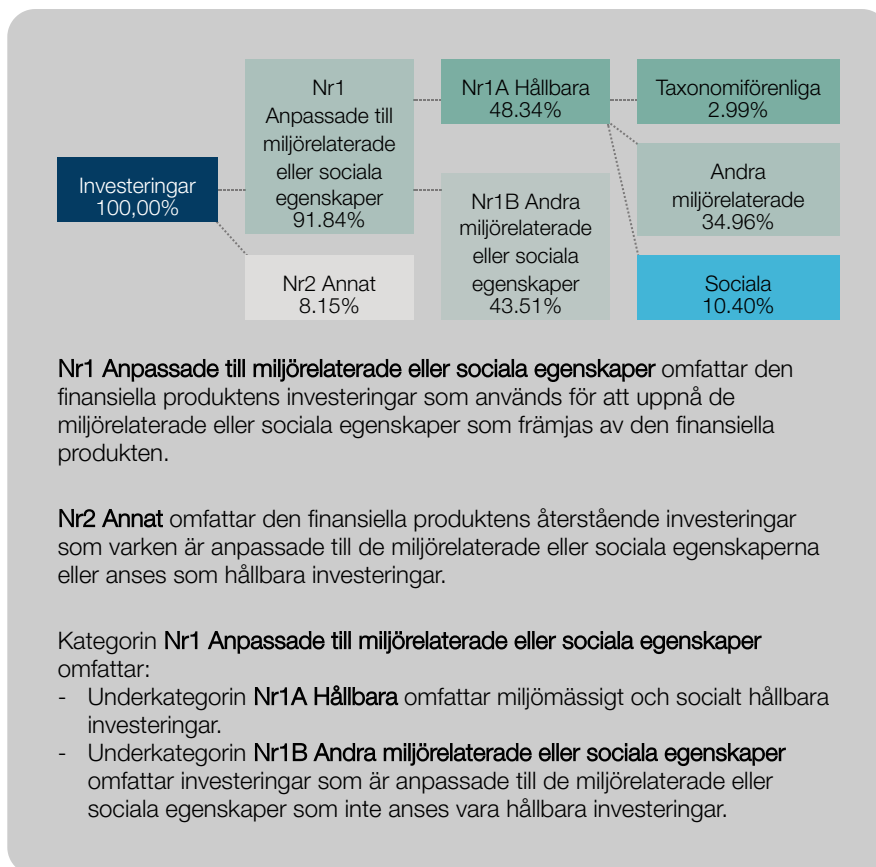 Investeringar
100,00%
Nr1
Anpassade till
miljörelaterade
eller sociala
egenskaper
91.84%
Nr2 Annat
8.15%
Nr1A Hållbara
48.34%
Nr1B Andra
miljörelaterade
eller sociala
egenskaper
43.51%
Taxonomiförenliga
2.99%
Andra
miljörelaterade
34.96%
Sociala
10.40%
Nr1 Anpassade till miljörelaterade eller sociala egenskaper omfattar den
finansiella produktens investeringar som används för att uppnå de
miljörelaterade eller sociala egenskaper som främjas av den finansiella
produkten.
Nr2 Annat omfattar den finansiella produktens återstående investeringar
som varken är anpassade till de miljörelaterade eller sociala egenskaperna
eller anses som hållbara investeringar.
Kategorin Nr1 Anpassade till miljörelaterade eller sociala egenskaper
omfattar:
- Underkategorin Nr1A Hållbara omfattar miljömässigt och socialt hållbara
investeringar.
- Underkategorin Nr1B Andra miljörelaterade eller sociala egenskaper
omfattar investeringar som är anpassade till de miljörelaterade eller
sociala egenskaper som inte anses vara hållbara investeringar.